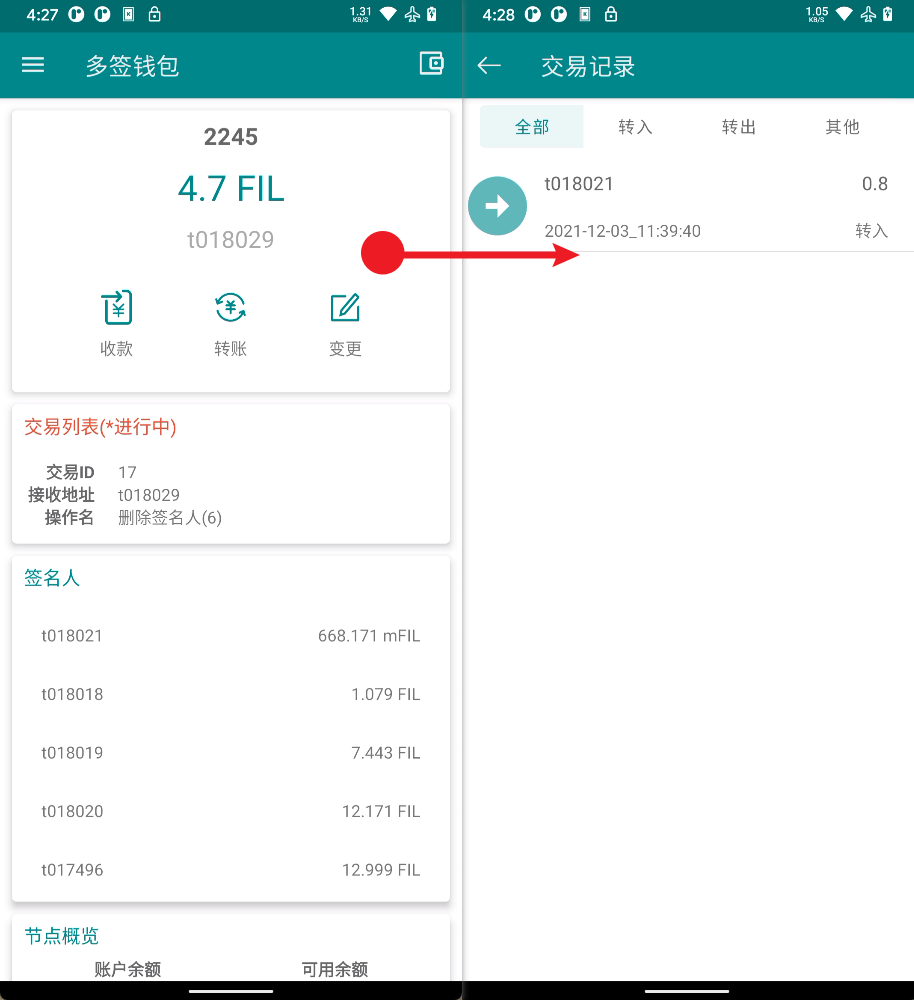 4:27
1.31
KB/S
多签钱包
2245
4.7 FIL
t018029
收款 转账 变更
交易列表(*进行中)
交易ID 17
接收地址 t018029
操作名 删除签名人(6)
签名人
t018021 668.171 mFIL
t018018 1.079 FIL
t018019 7.443 FIL
t018020 12.171 FIL
t017496 12.999 FIL
节点概览
账户余额 可用余额
4:28
1.05
KB/S
交易记录
全部 转入 转出 其他
t018021 0.8
2021-12-03_11:39:40 转入